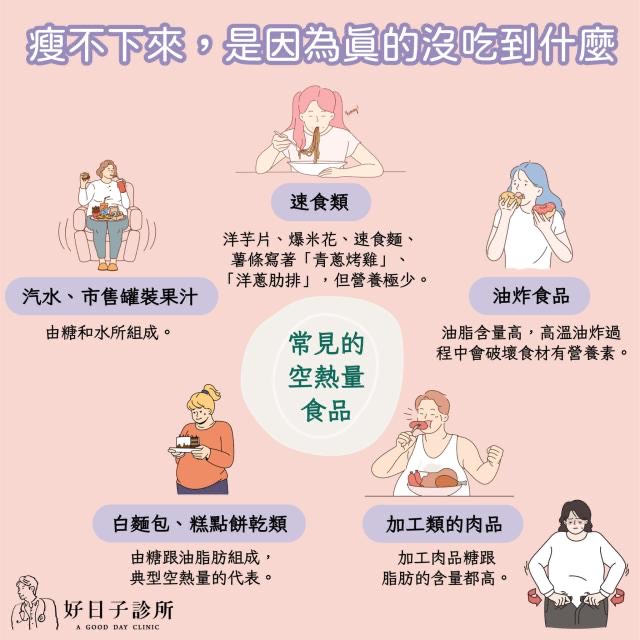 瘦不下來，是因為真的沒吃到什麼
速食類
洋芋片、爆米花、速食麵、
薯條寫著「青蔥烤雞」、
「洋蔥肋排」，但營養極少。
汽水、市售罐裝果汁
由糖和水所組成。
油炸食品
油脂含量高，高溫油炸過
程中會破壞食材有營養素。
常見的
空熱量
食品
白麵包、糕點餅乾類
由糖跟油脂肪組成，
典型空熱量的代表。
加工類的肉品
加工肉品糖跟
脂肪的含量都高。
好日子診所
A GOOD DAY CLINIC